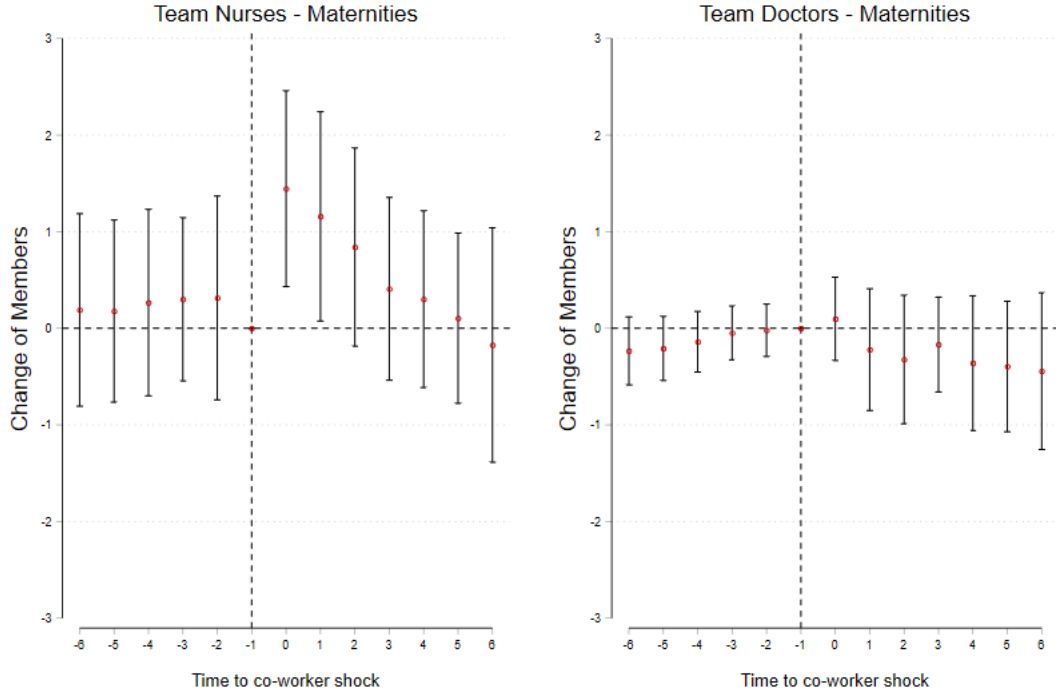 Team Nurses - Maternities
Change of Members
3
2
1
0
-1
-2
-3
-6 -5 -4 -3 -2 -1 0 1 2 3 4 5 6
Time to co-worker shock
Team Doctors - Maternities
Change of Members
3
2
1
0
-1
-2
-3
-6 -5 -4 -3 -2 -1 0 1 2 3 4 5 6
Time to co-worker shock